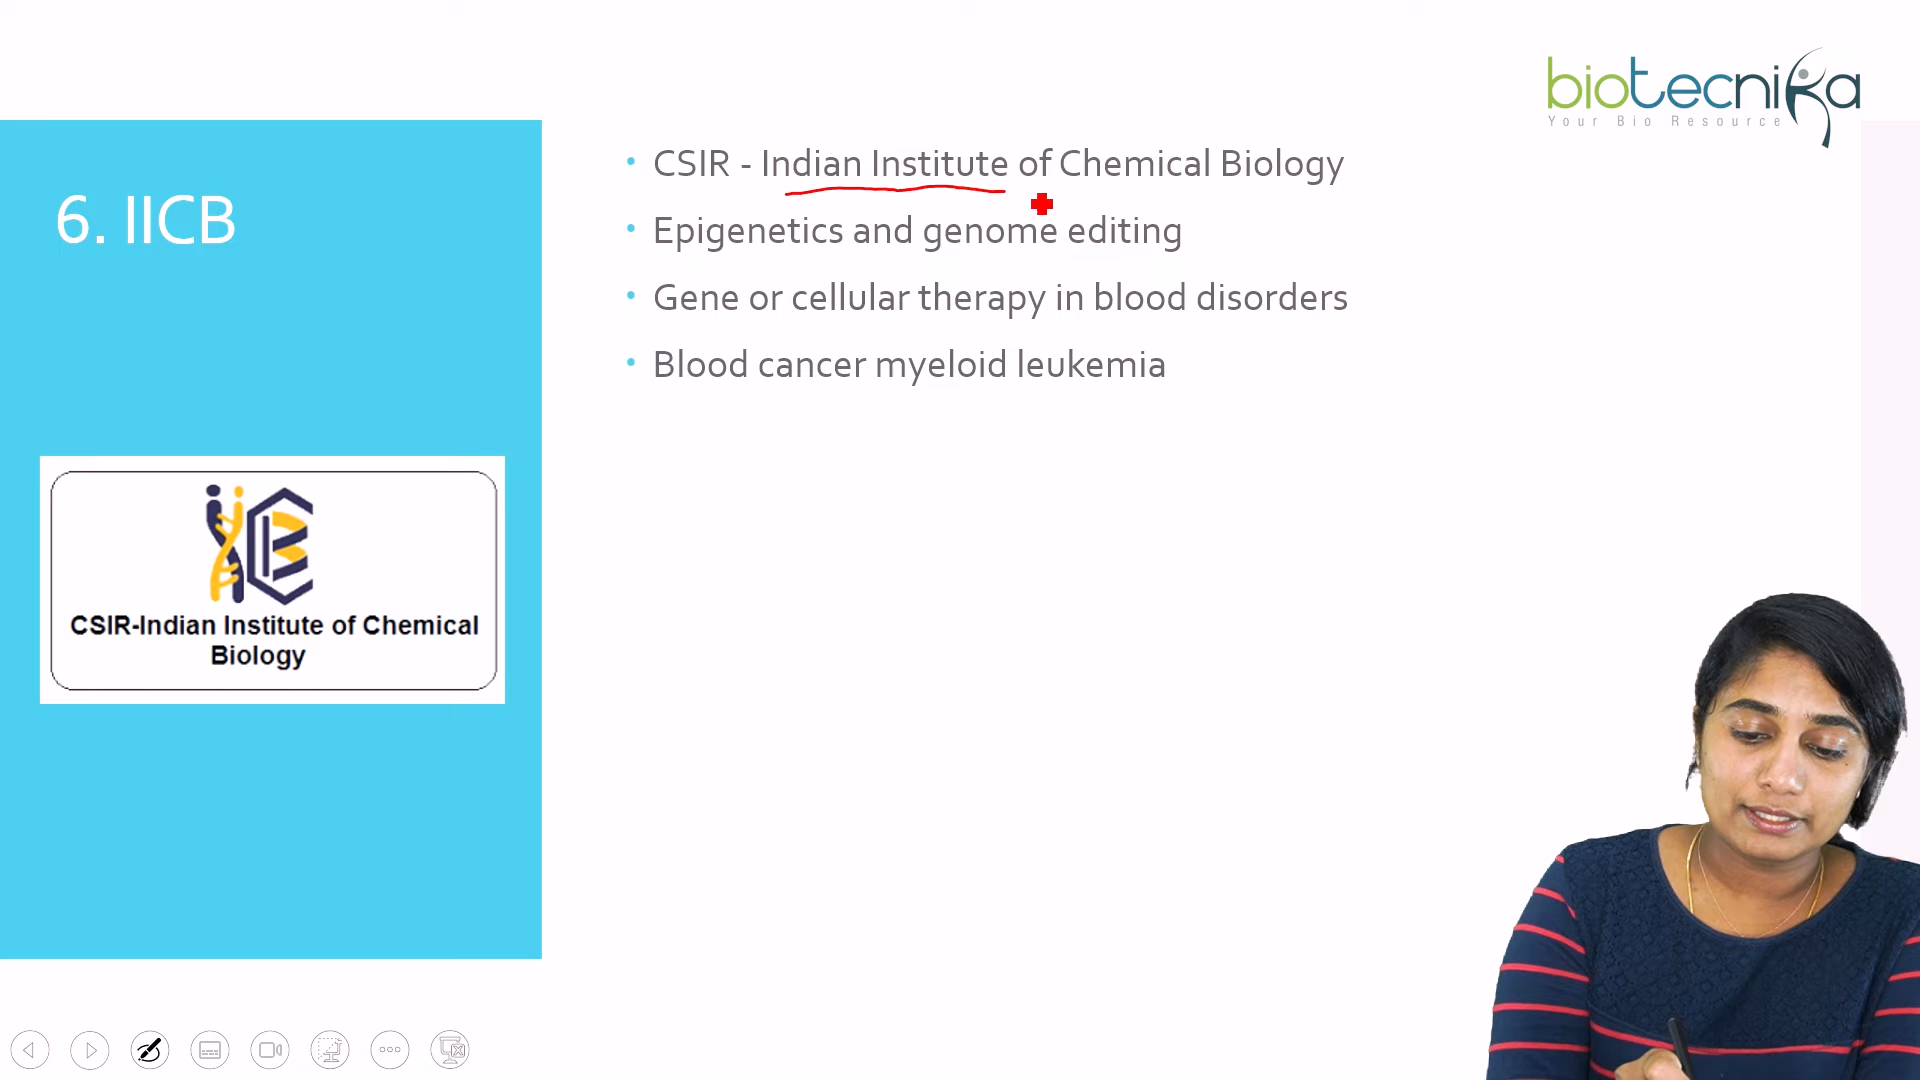 biotecnika
Your Bio Resource
6. IICB
CSIR - Indian Institute of Chemical Biology
Epigenetics and genome editing
Gene or cellular therapy in blood disorders
Blood cancer myeloid leukemia
CSIR-Indian Institute of Chemical
Biology